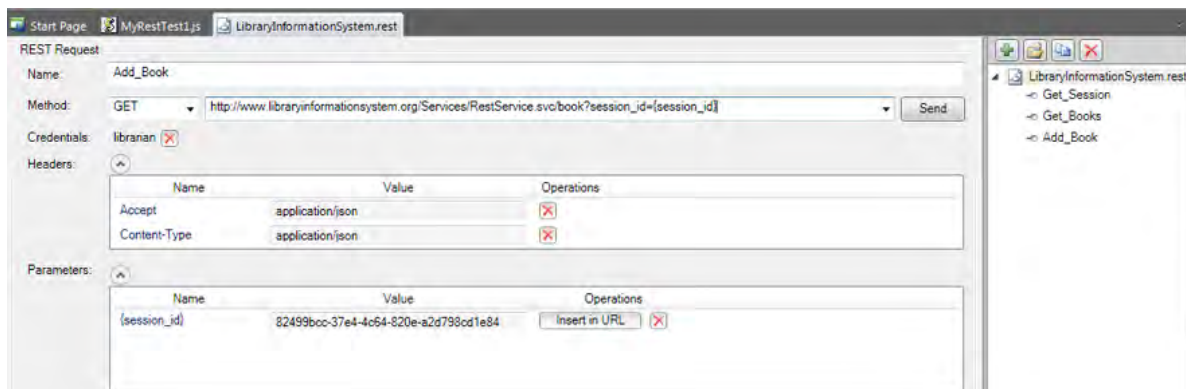 Start Page MyRestTest1.js LibraryInformationSystem.rest
REST Request
Name: Add_Book
Method: GET http://www.libraryinformationsystem.org/Services/RestService.svc/book?session_id={session_id} Send
Credentials: librarian
Headers:
Name Value Operations
Accept application/json
Content-Type application/json
Parameters:
Name Value Operations
{session_id} 82499bcc-37e4-4c64-820e-a2d798cd1e84 Insert in URL
LibraryInformationSystem.rest
Get_Session
Get_Books
Add_Book